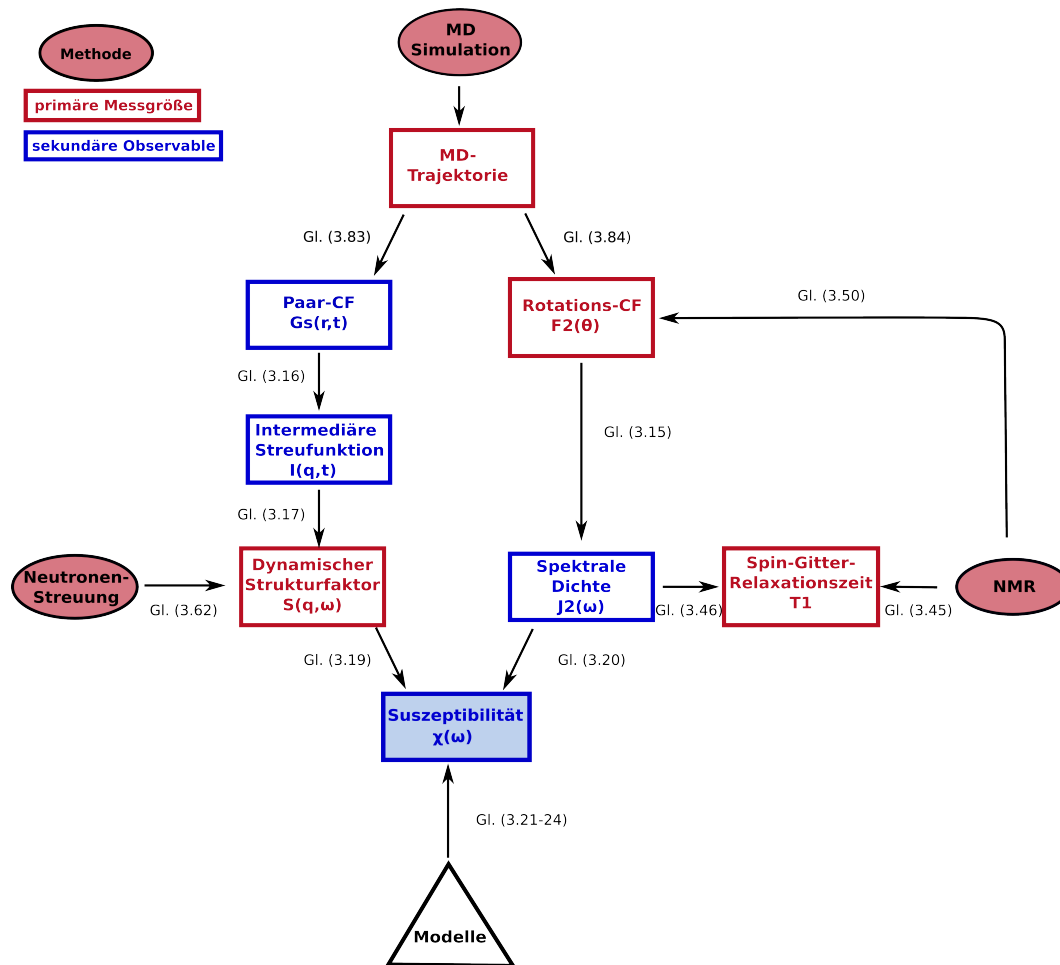 Methode
primäre Messgröße
sekundäre Observable
MD
Simulation
MD-
Trajektorie
Gl. (3.83)
Gl. (3.84)
Paar-CF
Gs(r,t)
Rotations-CF
F2(θ)
Gl. (3.50)
Gl. (3.16)
Gl. (3.15)
Intermediäre
Streufunktion
I(q,t)
Gl. (3.17)
Neutronen-
Streuung
Gl. (3.62)
Dynamischer
Strukturfaktor
S(q,ω)
Spektrale
Dichte
J2(ω)
Gl. (3.46)
Spin-Gitter-
Relaxationszeit
T1
Gl. (3.45)
NMR
Gl. (3.19)
Gl. (3.20)
Suszeptibilität
χ(ω)
Gl. (3.21-24)
Modelle